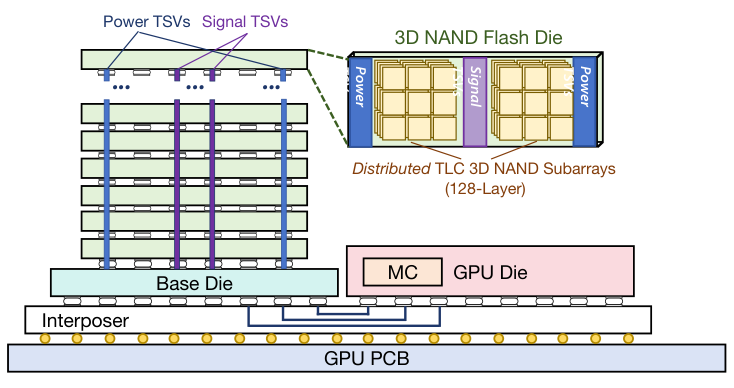 Power TSVs Signal TSVs
3D NAND Flash Die
Power
Signal
Power
Distributed TLC 3D NAND Subarrays
(128-Layer)
MC
GPU Die
Base Die
Interposer
GPU PCB